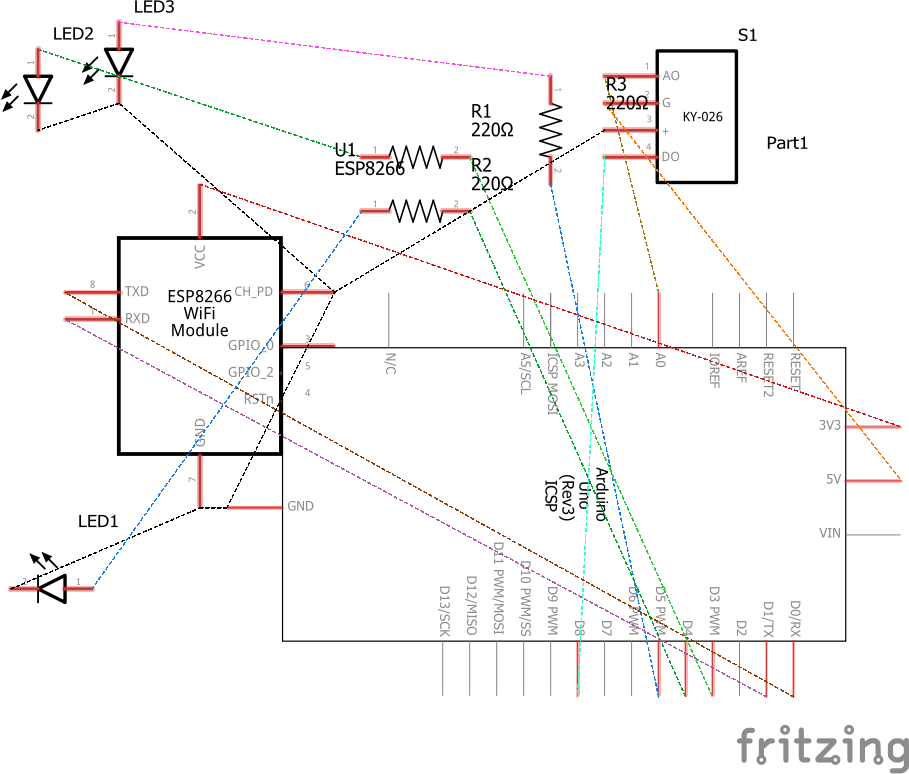 LED3
LED2
S1
1
1
1
AO
1
2
G
R3
220Ω
3
+
KY-026
4
DO
Part1
2
2
R1
220Ω
U1
ESP8266
1
2
R2
220Ω
2
1
2
2
VCC
8
TXD
RXD
ESP8266
WiFi
Module
CH_PD
6
GPIO_0
3
GPIO_2
5
RSTn
4
GND
7
N/C
A5/SCL
ICSP MOSI
A3
A2
A1
A0
IOREF
AREF
RESET2
RESET
3V3
5V
VIN
GND
Arduino
Uno
(Rev3)
ICSP
LED1
2
1
D13/SCK
D12/MISO
D11 PWM/MOSI
D10 PWM/SS
D9 PWM
D8
D7
D6 PWM
D5 PWM
D4
D3 PWM
D2
D1/TX
D0/RX
fritzing